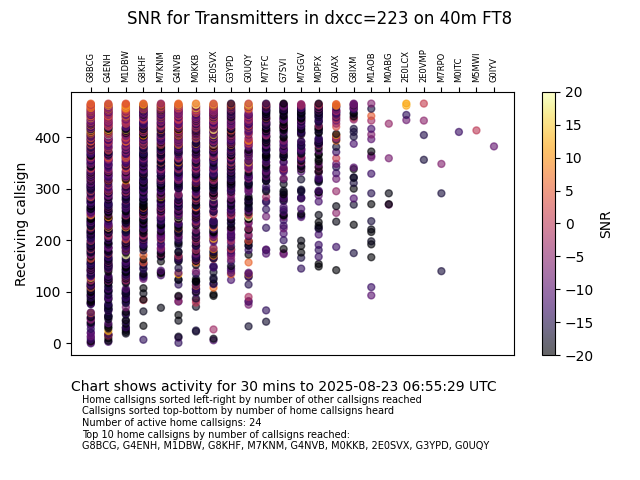 SNR for Transmitters in dxcc=223 on 40m FT8
G8BCG G4ENH M1DBW G8KHF M7KNM G4NVB M0KKB 2E0SVX G3YPD G0UQY M7YFC G7SVI M7GGV M0PFX G0VAX G8IXM M1AOB M0ABG 2E0LCX 2E0VMP M7RPO M0ITC M5MWI G0IYV
400
300
200
100
0
Receiving callsign
20
15
10
5
0
−5
−10
−15
−20
SNR
Chart shows activity for 30 mins to 2025-08-23 06:55:29 UTC
Home callsigns sorted left-right by number of other callsigns reached
Callsigns sorted top-bottom by number of home callsigns heard
Number of active home callsigns: 24
Top 10 home callsigns by number of callsigns reached:
G8BCG, G4ENH, M1DBW, G8KHF, M7KNM, G4NVB, M0KKB, 2E0SVX, G3YPD, G0UQY